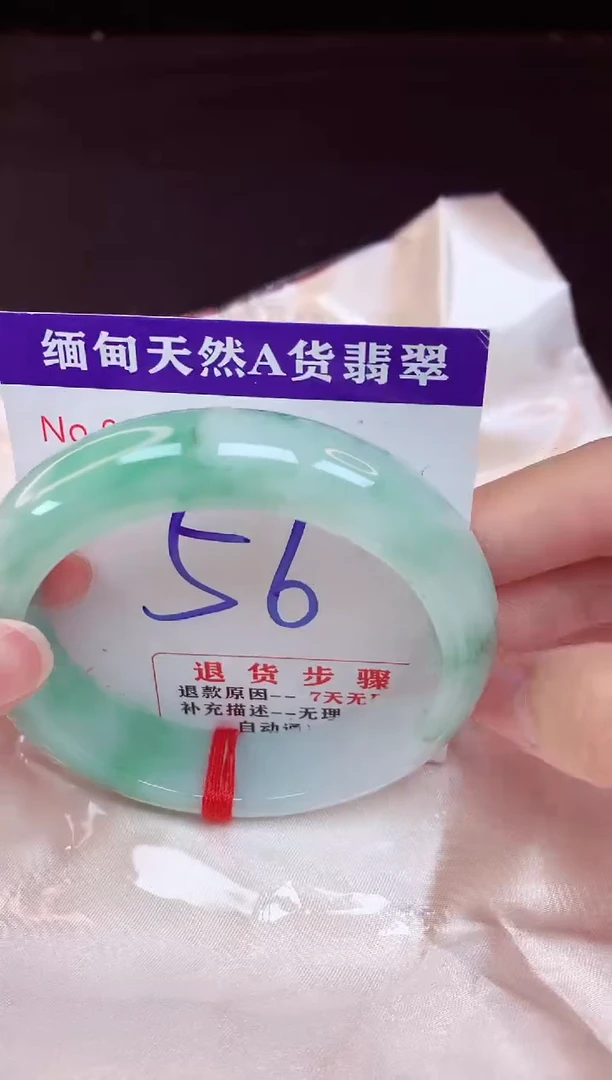 缅甸天然A货翡翠
No
56
退货步骤
退款原因--7天无
补充描述--无理
自动通